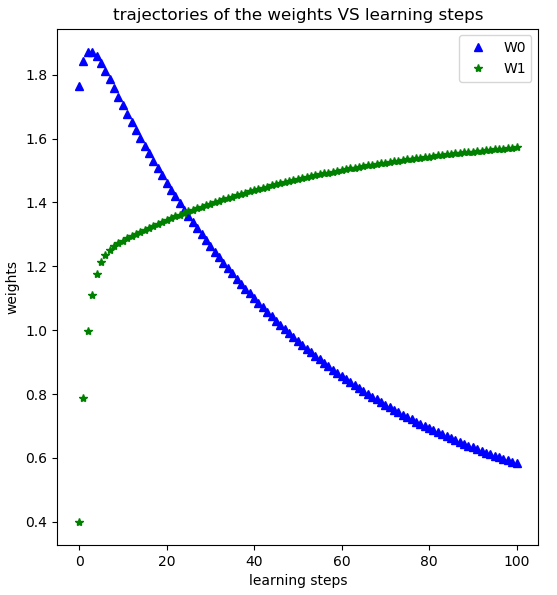 trajectories of the weights VS learning steps
W0
W1
weights
1.8
1.6
1.4
1.2
1.0
0.8
0.6
0.4
0 20 40 60 80 100
learning steps